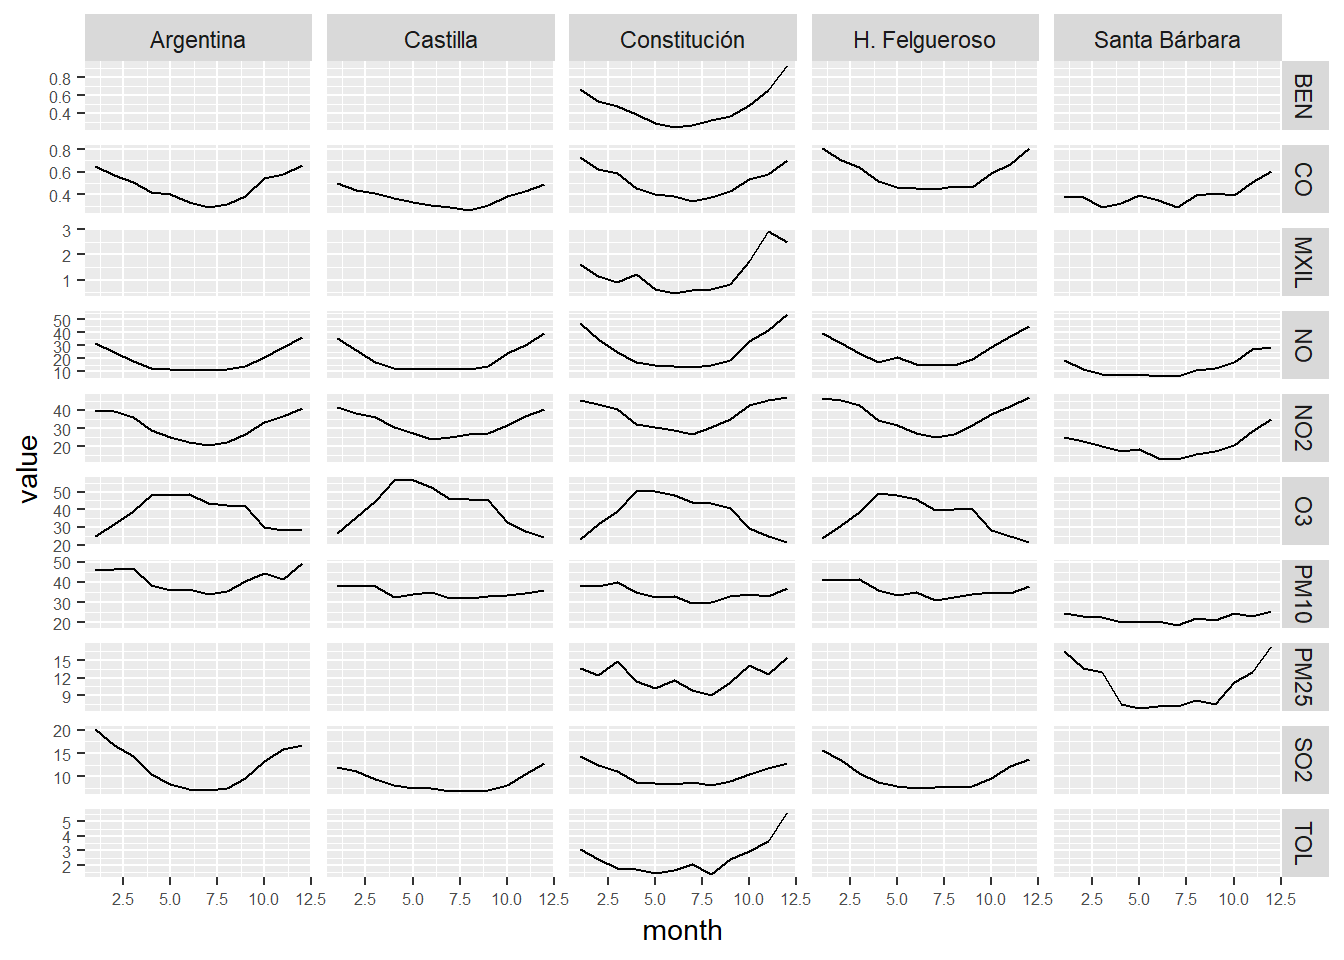 Argentina Castilla Constitución H. Felgueroso Santa Bárbara
0.8
0.6
0.4
BEN
0.8
0.6
0.4
CO
3
2
1
MXIL
50
40
30
20
10
NO
40
30
20
NO2
50
40
30
20
O3
50
40
30
20
PM10
15
12
9
PM25
20
15
10
SO2
5
4
3
2
TOL
2.5 5.0 7.5 10.0 12.5 2.5 5.0 7.5 10.0 12.5 2.5 5.0 7.5 10.0 12.5 2.5 5.0 7.5 10.0 12.5 2.5 5.0 7.5 10.0 12.5
month
value